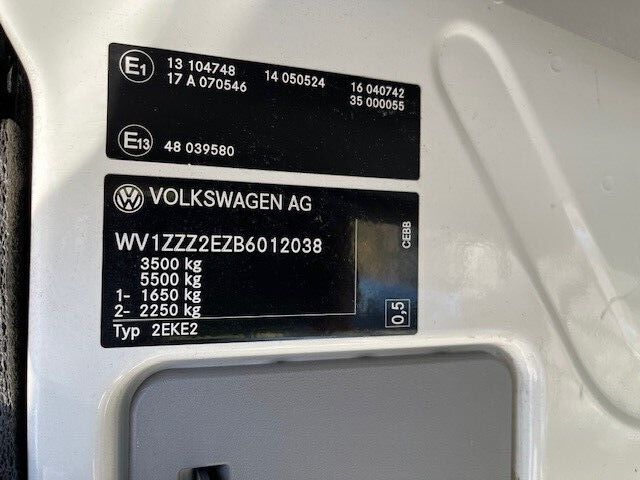 E1 13 104748 14 050524 16 040742
17 A 070546 35 000055
E13 48 039580
VOLKSWAGEN AG
WV1ZZZ2EZB6012038
3500 kg
5500 kg
1- 1650 kg
2- 2250 kg
Typ 2EKE2
CEBB
0,5